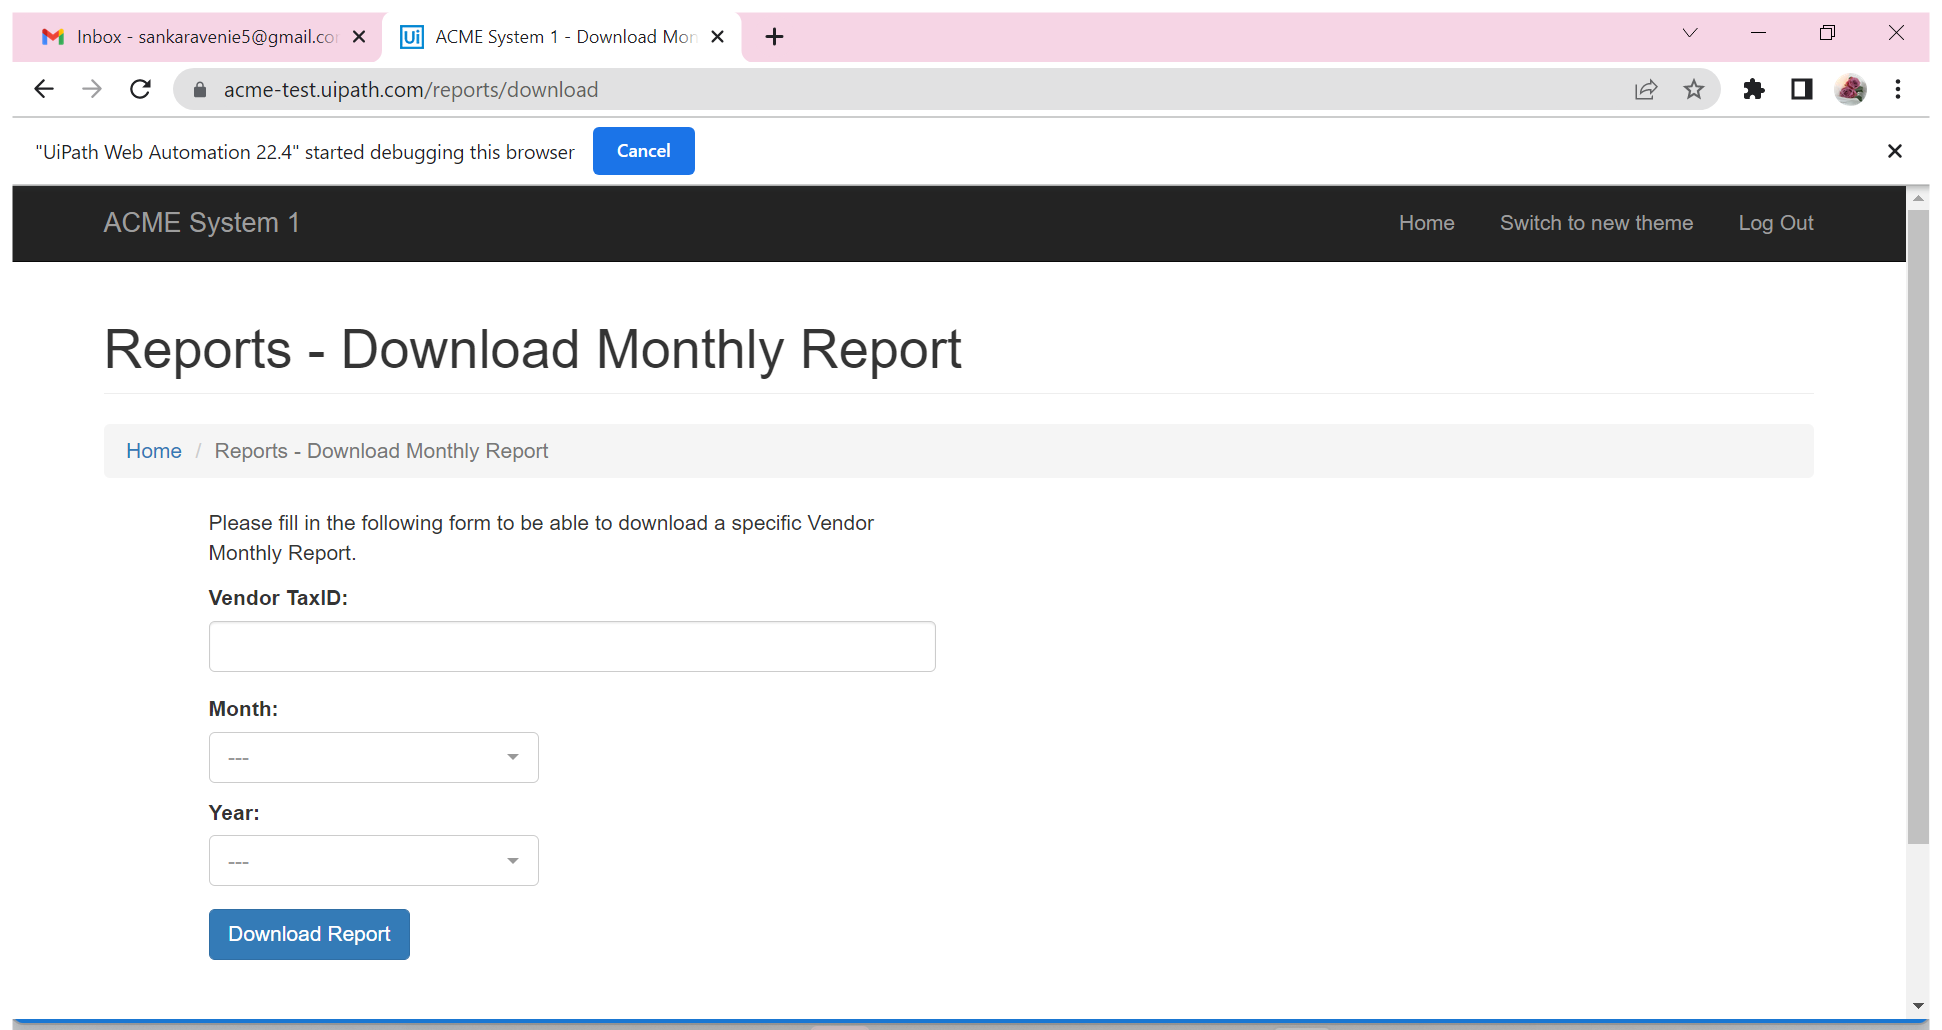 Inbox - sankaravenie5@gmail.co
Ui ACME System 1 - Download Mon
acme-test.uipath.com/reports/download
"UiPath Web Automation 22.4" started debugging this browser Cancel
ACME System 1 Home Switch to new theme Log Out
Reports - Download Monthly Report
Home / Reports - Download Monthly Report
Please fill in the following form to be able to download a specific Vendor
Monthly Report.
Vendor TaxID:
Month:
---
Year:
---
Download Report